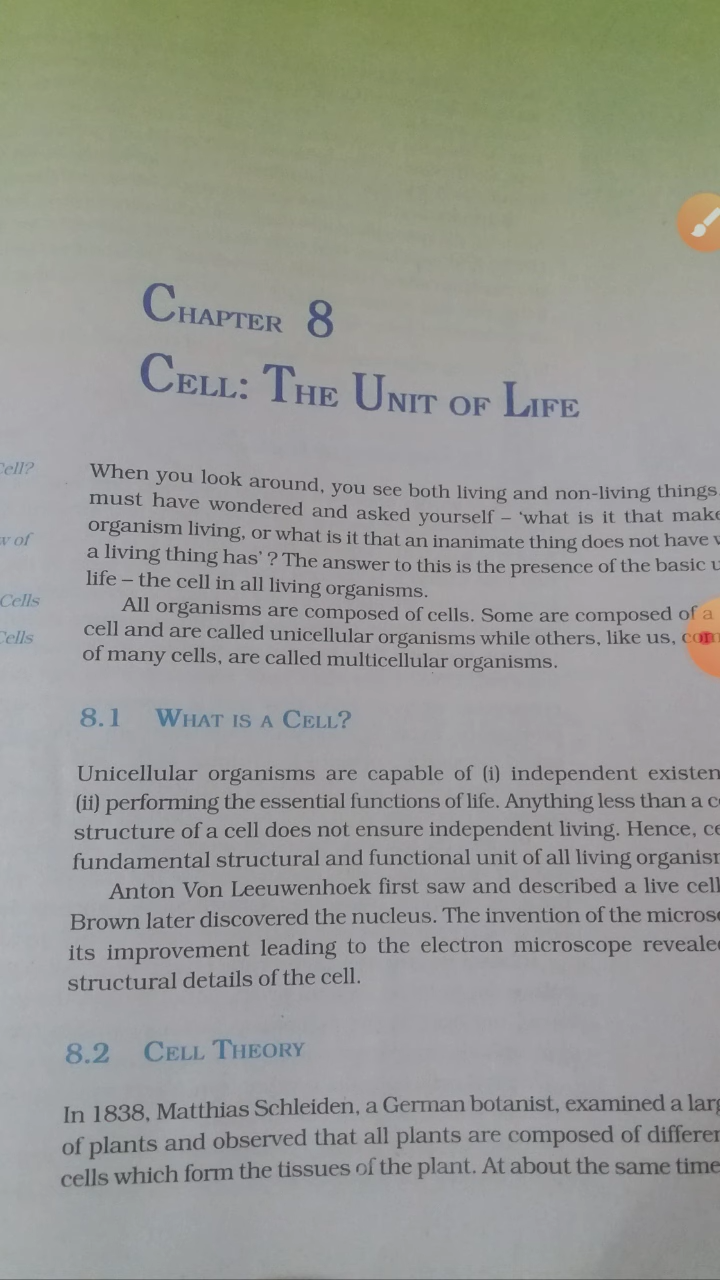 CHAPTER 8
CELL: THE UNIT OF LIFE
Cell?
w of
Cells
Cells
When you look around, you see both living and non-living things
must have wondered and asked yourself – 'what is it that make
organism living, or what is it that an inanimate thing does not have
a living thing has' ? The answer to this is the presence of the basic
life – the cell in all living organisms.
All organisms are composed of cells. Some are composed of a
cell and are called unicellular organisms while others, like us,
of many cells, are called multicellular organisms.
8.1 WHAT IS A CELL?
Unicellular organisms are capable of (i) independent existen
(ii) performing the essential functions of life. Anything less than a c
structure of a cell does not ensure independent living. Hence, ce
fundamental structural and functional unit of all living organis
Anton Von Leeuwenhoek first saw and described a live cell
Brown later discovered the nucleus. The invention of the micros
its improvement leading to the electron microscope reveale
structural details of the cell.
8.2 CELL THEORY
In 1838, Matthias Schleiden, a German botanist, examined a larg
of plants and observed that all plants are composed of differen
cells which form the tissues of the plant. At about the same time